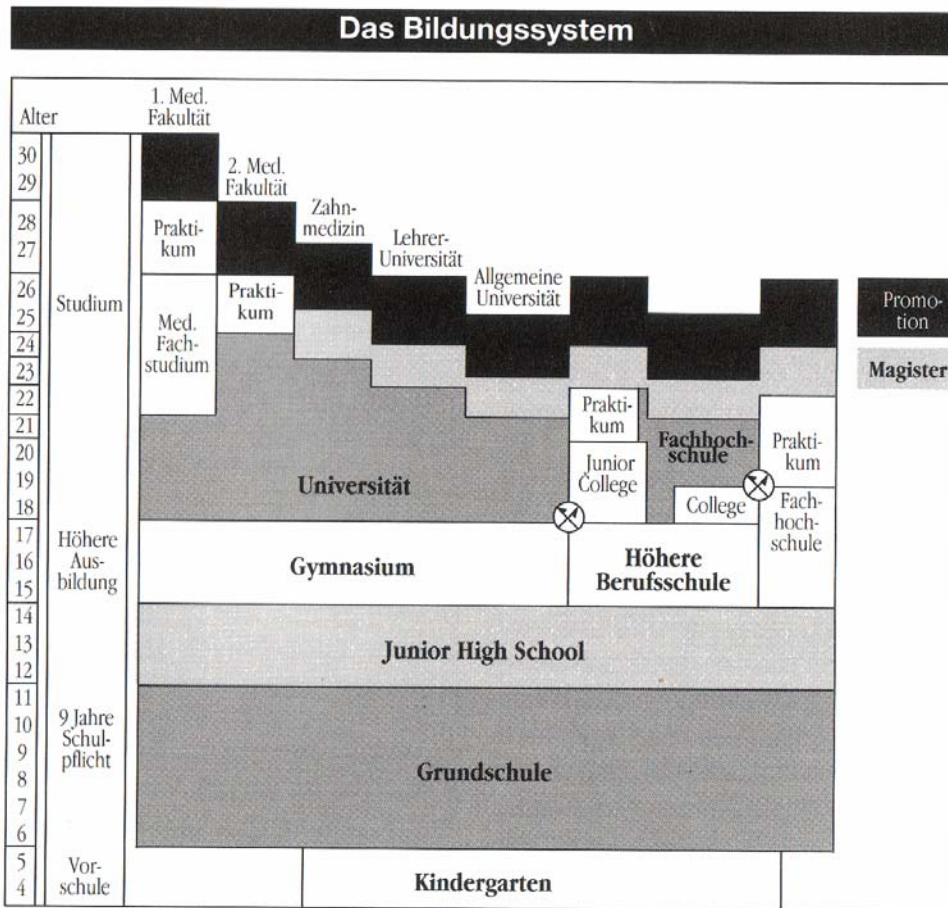 Das Bildungssystem
Alter
1. Med.
Fakultät
2. Med.
Fakultät
Zahn-
medizin
Lehrer-
Universität
Allgemeine
Universität
30
29
28
27
26
25
24
23
22
21
20
19
18
17
16
15
14
13
12
11
10
9
8
7
6
5
4
Studium
Höhere
Aus-
bildung
9 Jahre
Schul-
pflicht
Vor-
schule
Prakti-
kum
Med.
Fach-
studium
Prakti-
kum
Universität
Prakti-
kum
Junior
College
Fachhoch-
schule
College
Prakti-
kum
Fach-
hoch-
schule
Gymnasium
Höhere
Berufsschule
Junior High School
Grundschule
Kindergarten
Promo-
tion
Magister